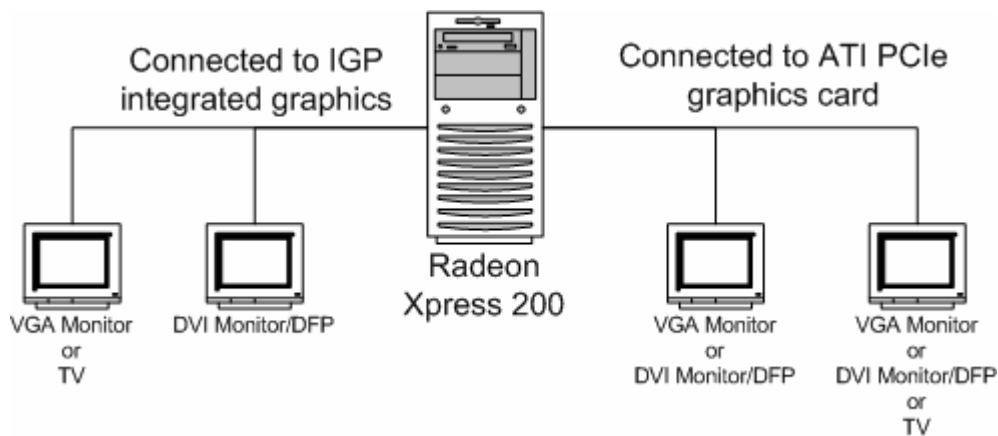 Connected to IGP
integrated graphics
Connected to ATI PCIe
graphics card
Radeon
Xpress 200
VGA Monitor
or
TV
DVI Monitor/DFP
VGA Monitor
or
DVI Monitor/DFP
VGA Monitor
or
DVI Monitor/DFP
or
TV